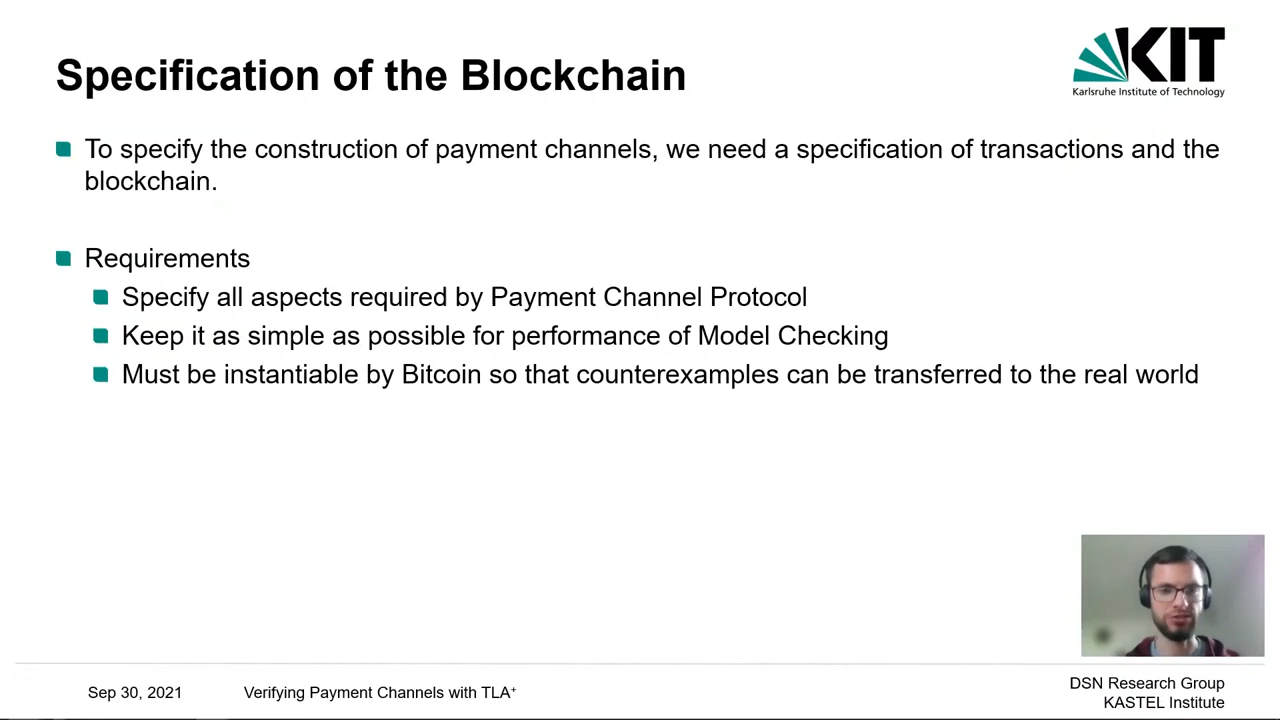 Specification of the Blockchain
KIT
Karlsruhe Institute of Technology
To specify the construction of payment channels, we need a specification of transactions and the
blockchain.
Requirements
Specify all aspects required by Payment Channel Protocol
Keep it as simple as possible for performance of Model Checking
Must be instantiable by Bitcoin so that counterexamples can be transferred to the real world
Sep 30, 2021
Verifying Payment Channels with TLA⁺
DSN Research Group
KASTEL Institute